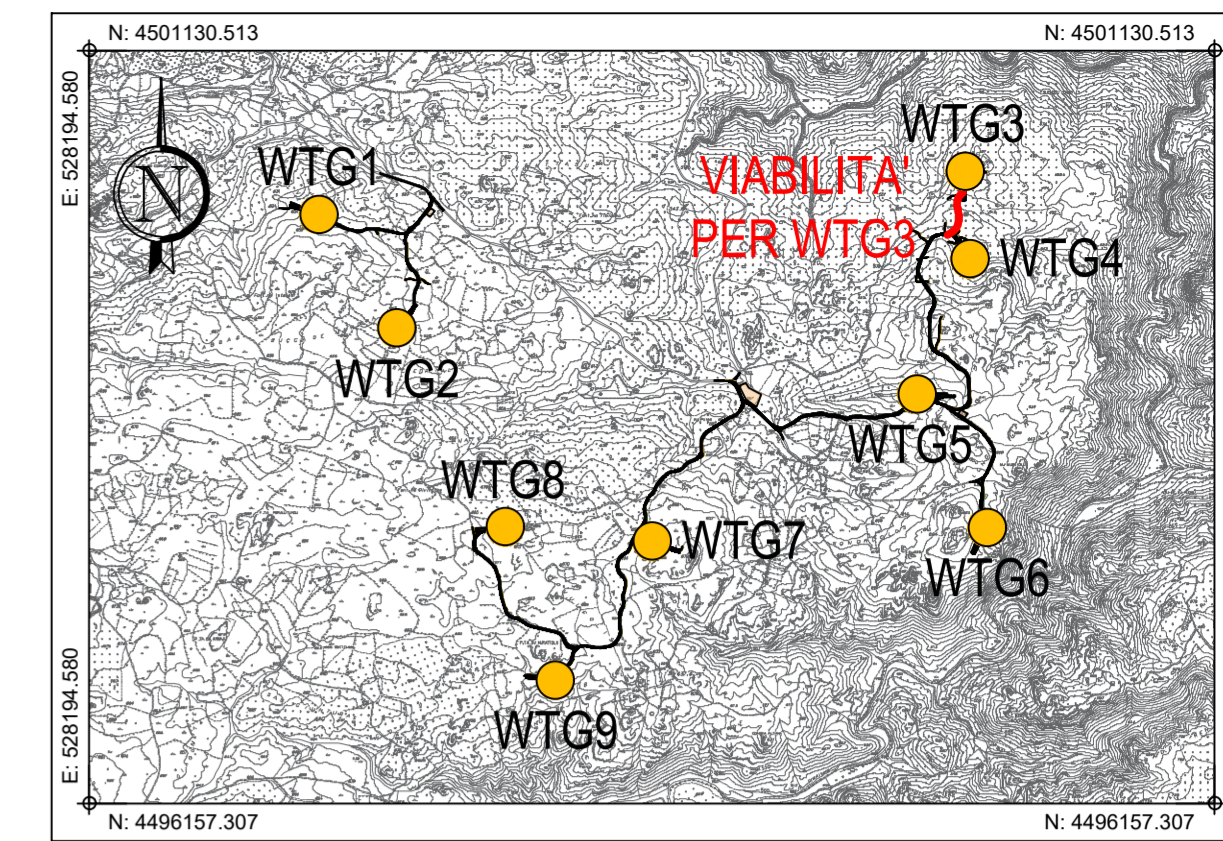 N: 4501130.513
N: 4501130.513
E: 528194.580
N
WTG1
WTG3
VIABILITA'
PER WTG3
WTG4
WTG2
WTG5
WTG8
WTG7
WTG6
WTG9
E: 528194.580
N: 4496157.307
N: 4496157.307